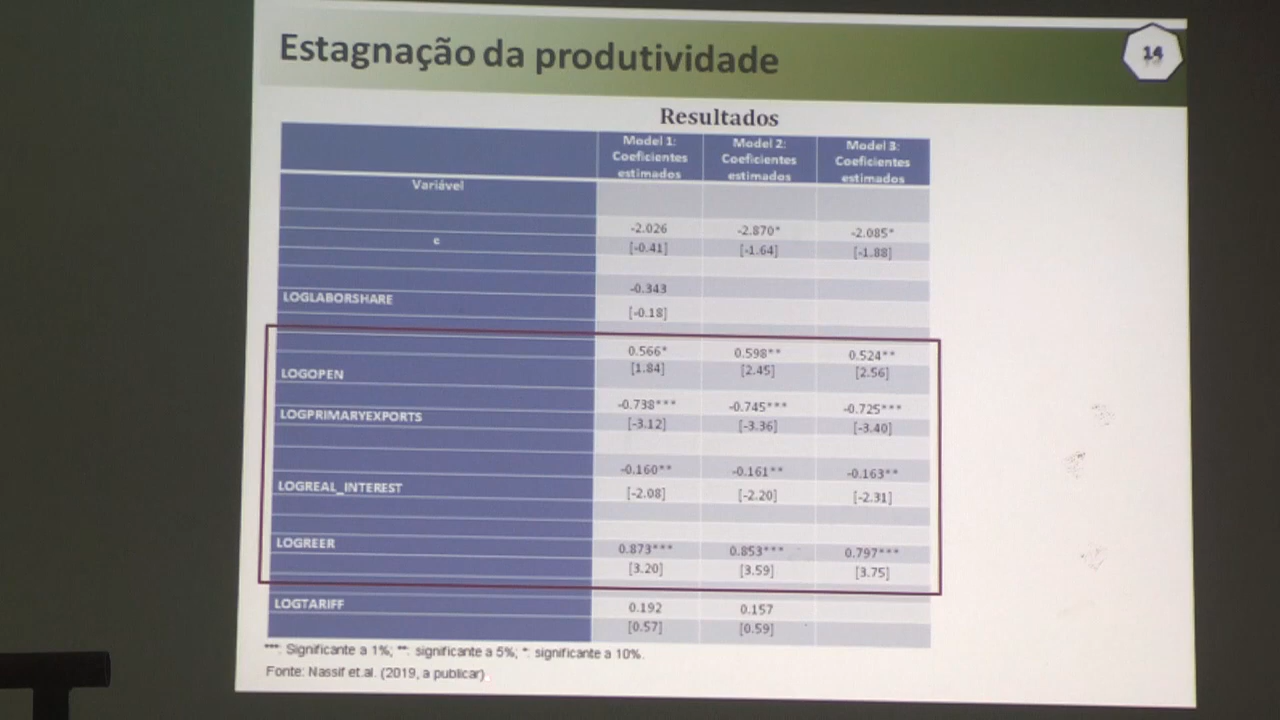 Estagnação da produtividade
14
Resultados
Model 1: Coeficientes estimados Model 2: Coeficientes estimados Model 3: Coeficientes estimados
Variável
-2.026 -2.870* -2.085*
c
[-0.41] [-1.64] [-1.88]
-0.343
LOGLABORSHARE
[-0.18]
0.566* 0.598** 0.524**
[1.84] [2.45] [2.56]
LOGOPEN
-0.738*** -0.745*** -0.725***
LOGPRIMARYEXPORTS
[-3.12] [-3.36] [-3.40]
-0.160** -0.161** -0.163**
LOGREAL_INTEREST
[-2.08] [-2.20] [-2.31]
LOGREER
0.873*** 0.853*** 0.797***
[3.20] [3.59] [3.75]
LOGTARIFF
0.192 0.157
[0.57] [0.59]
***: Significante a 1%; **: significante a 5%; *: significante a 10%.
Fonte: Nassif et.al. (2019, a publicar)